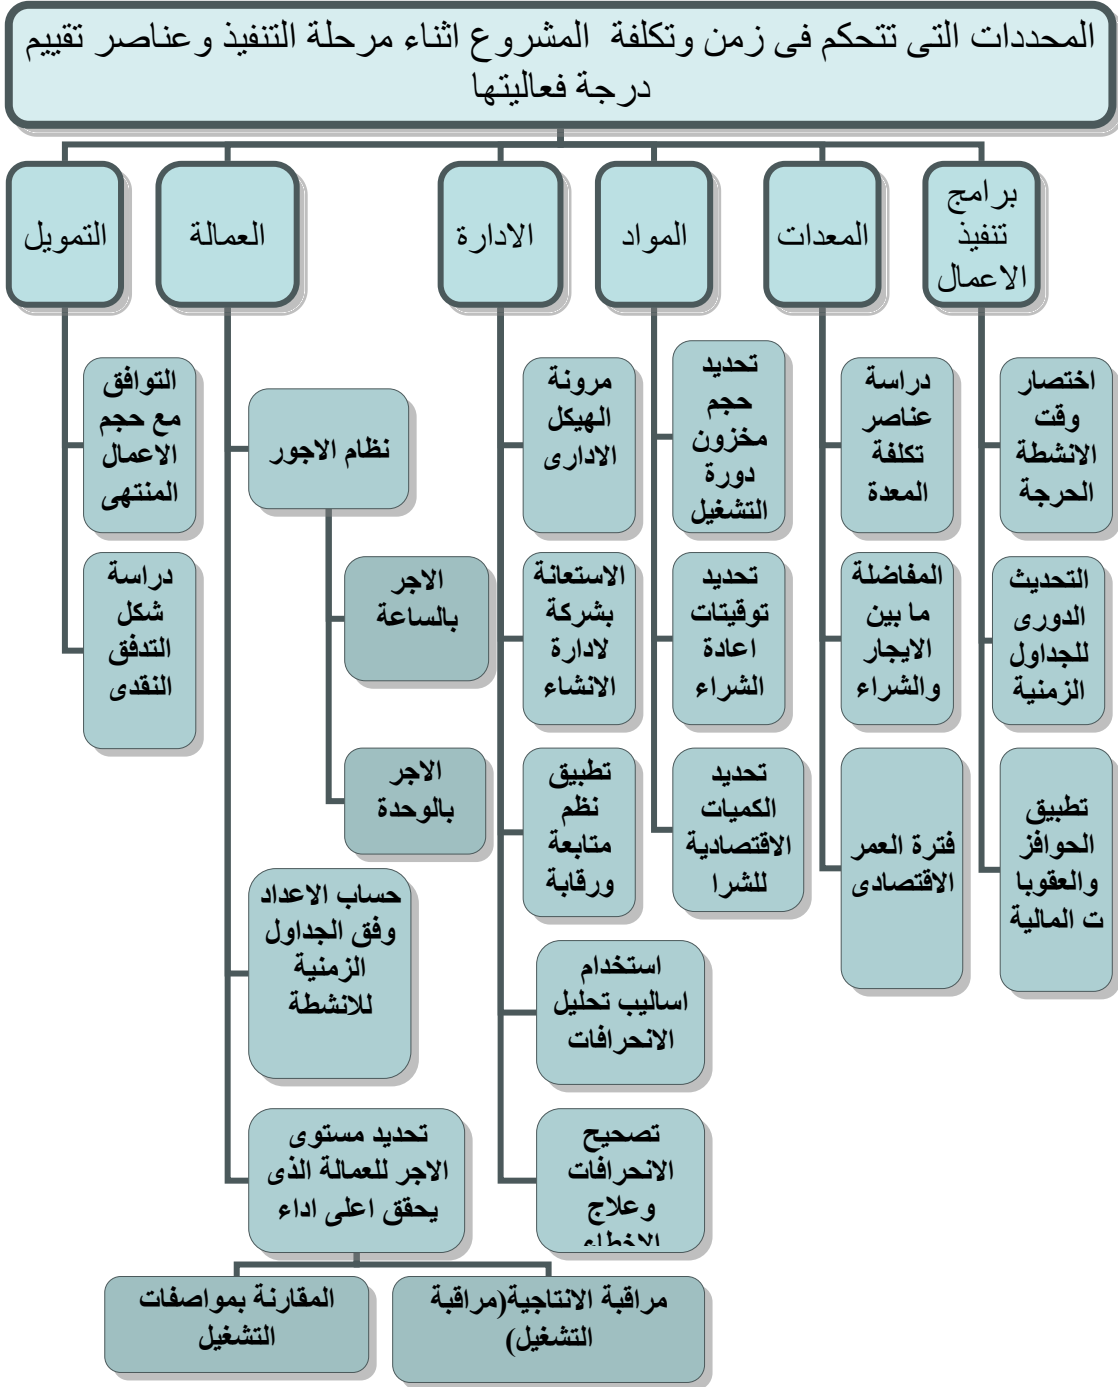 المحددات التى تتحكم فى زمن وتكلفة المشروع اثناء مرحلة التنفيذ وعناصر تقييم
درجة فعاليتها
برامج
تنفيذ
الاعمال
المعدات
المواد
الادارة
العمالة
التمويل
اختصار
وقت
الانشطة
الحرجة
التحديث
الدورى
للجداول
الزمنية
تطبيق
الحوافز
والعقوبا
ت المالية
دراسة
عناصر
تكلفة
المعدة
المفاضلة
ما بين
الايجار
والشراء
فترة العمر
الاقتصادى
تحديد
حجم
مخزون
دورة
التشغيل
تحديد
توقيتات
اعادة
الشراء
تحديد
الكميات
الاقتصادية
للشرا
مرونة
الهيكل
الادارى
الاستعانة
بشركة
لادارة
الانشاء
تطبيق
نظم
متابعة
ورقابة
استخدام
اساليب تحليل
الانحرافات
تصحيح
الانحرافات
وعلاج
الاخطاء
نظام الاجور
الاجر
بالساعة
الاجر
بالوحدة
حساب الاعداد
وفق الجداول
الزمنية
للانشطة
تحديد مستوى
الاجر للعمالة الذى
يحقق اعلى اداء
مراقبة الانتاجية(مراقبة
التشغيل)
المقارنة بمواصفات
التشغيل
التوافق
مع حجم
الاعمال
المنتهى
دراسة
شكل
التدفق
النقدى